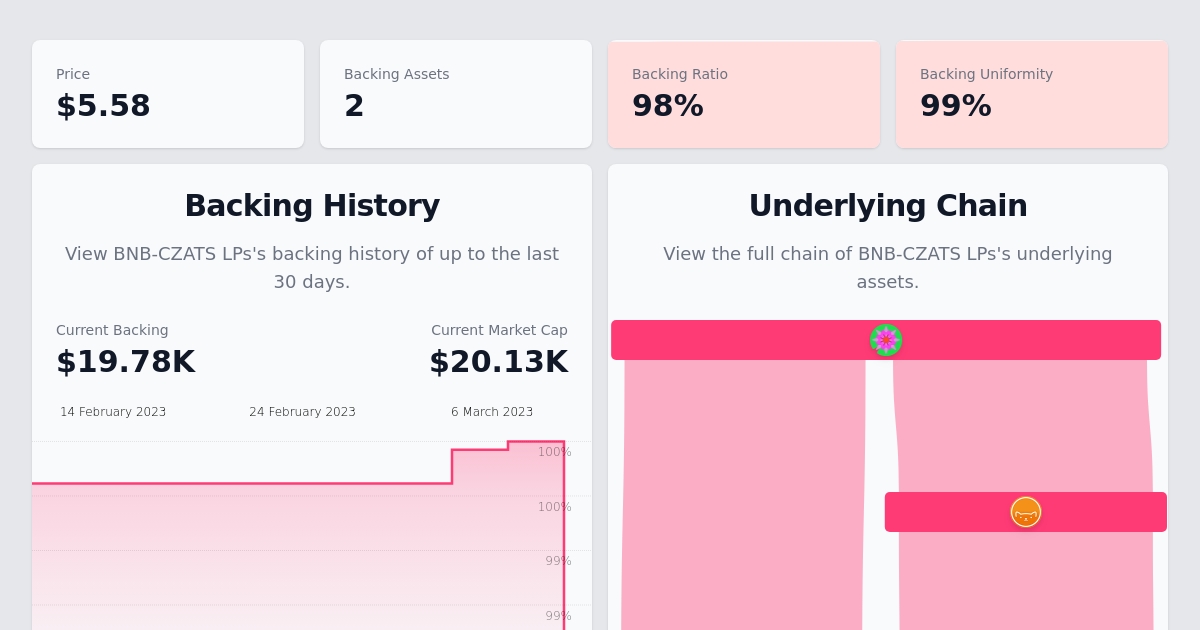 Price
$5.58
Backing Assets
2
Backing Ratio
98%
Backing Uniformity
99%
Backing History
View BNB-CZATS LPs's backing history of up to the last
30 days.
Current Backing
$19.78K
Current Market Cap
$20.13K
14 February 2023
24 February 2023
6 March 2023
100%
100%
99%
99%
Underlying Chain
View the full chain of BNB-CZATS LPs's underlying
assets.